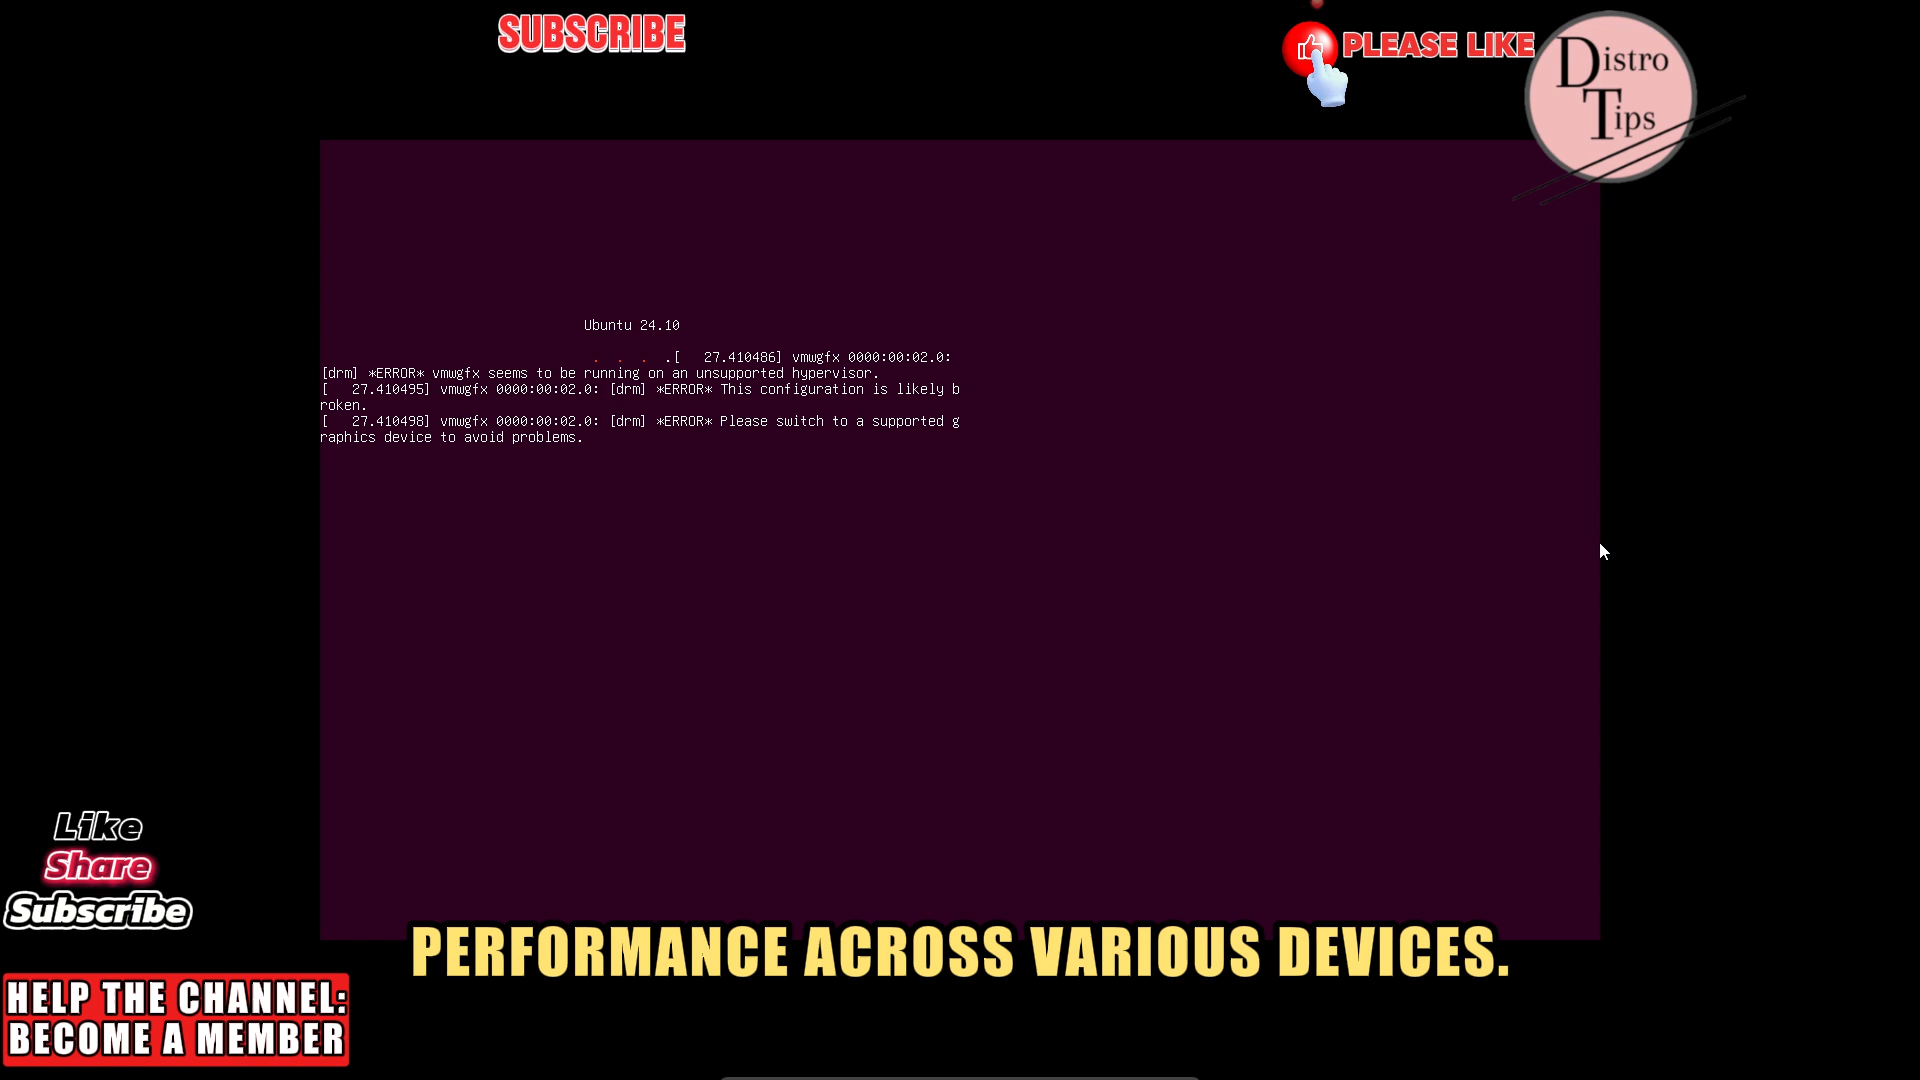 SUBSCRIBE
PLEASE LIKE
Distro
Tips
Ubuntu 24.10
. . . .[   27.410486] vmwgfx 0000:00:02.0:
[drm] *ERROR* vmwgfx seems to be running on an unsupported hypervisor.
[   27.410495] vmwgfx 0000:00:02.0: [drm] *ERROR* This configuration is likely b
roken.
[   27.410498] vmwgfx 0000:00:02.0: [drm] *ERROR* Please switch to a supported g
raphics device to avoid problems.
Like
Share
Subscribe
PERFORMANCE ACROSS VARIOUS DEVICES.
HELP THE CHANNEL:
BECOME A MEMBER